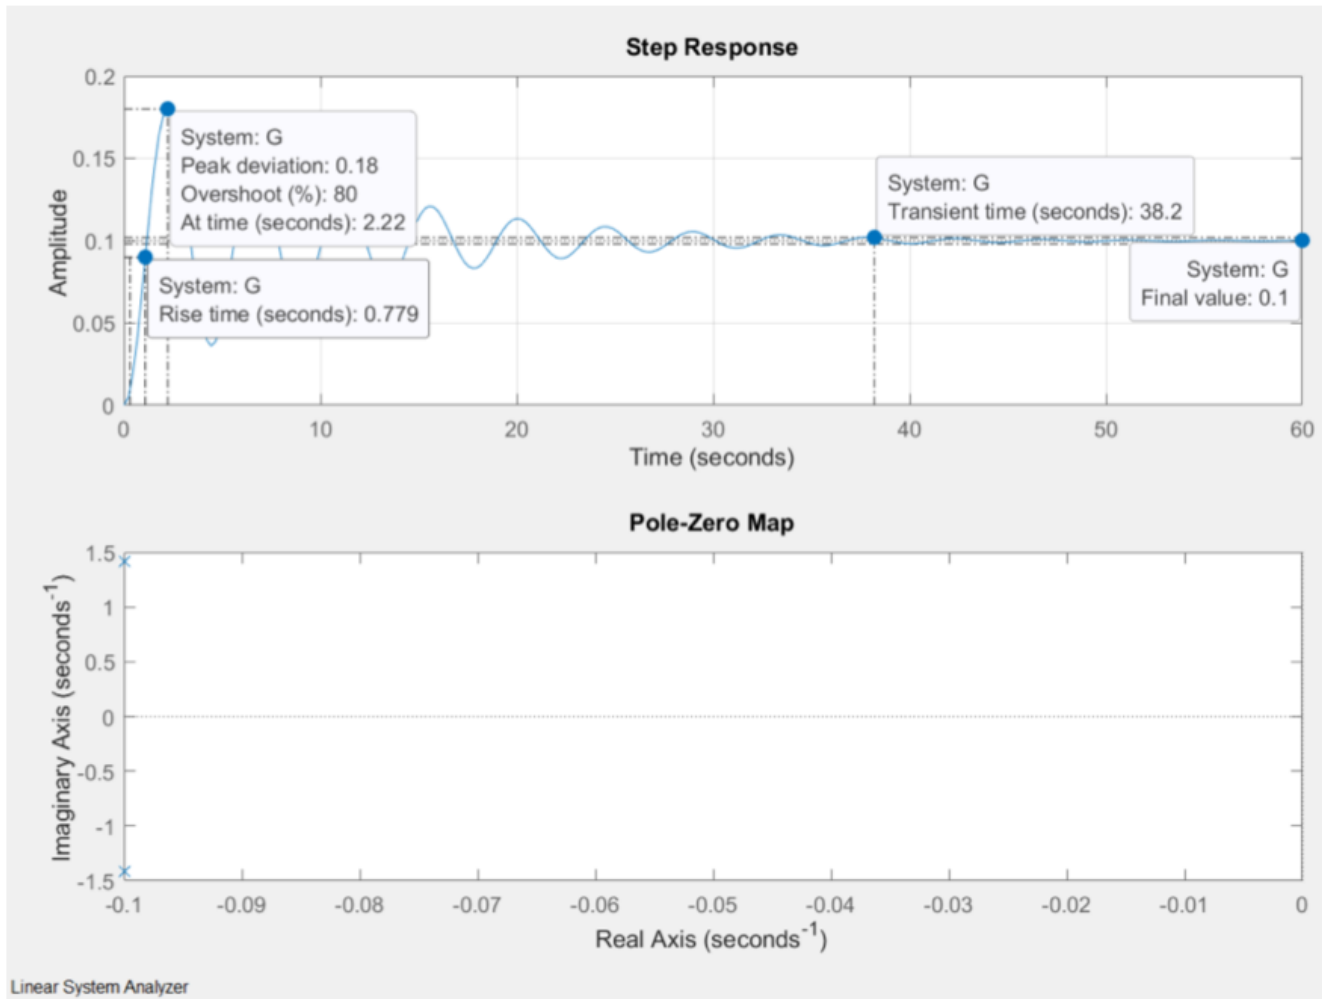 Step Response
0.2
0.15
0.1
0.05
0
Amplitude
System: G
Peak deviation: 0.18
Overshoot (%): 80
At time (seconds): 2.22
System: G
Rise time (seconds): 0.779
System: G
Transient time (seconds): 38.2
System: G
Final value: 0.1
0 10 20 30 40 50 60
Time (seconds)
Pole-Zero Map
1.5
1
0.5
0
-0.5
-1
-1.5
Imaginary Axis (seconds⁻¹)
-0.1 -0.09 -0.08 -0.07 -0.06 -0.05 -0.04 -0.03 -0.02 -0.01 0
Real Axis (seconds⁻¹)
Linear System Analyzer